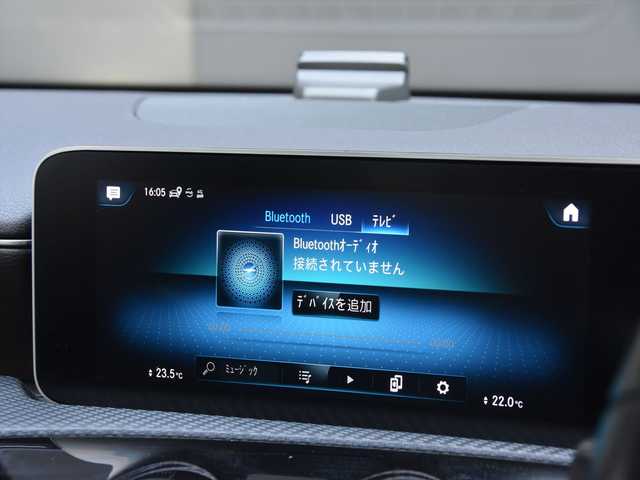 16:05
Bluetooth USB ﾃﾚﾋﾞ
Bluetoothｵｰﾃﾞｨｵ
接続されていません
ﾃﾞﾊﾞｲｽを追加
23.5℃
ﾐｭｰｼﾞｯｸ
22.0℃